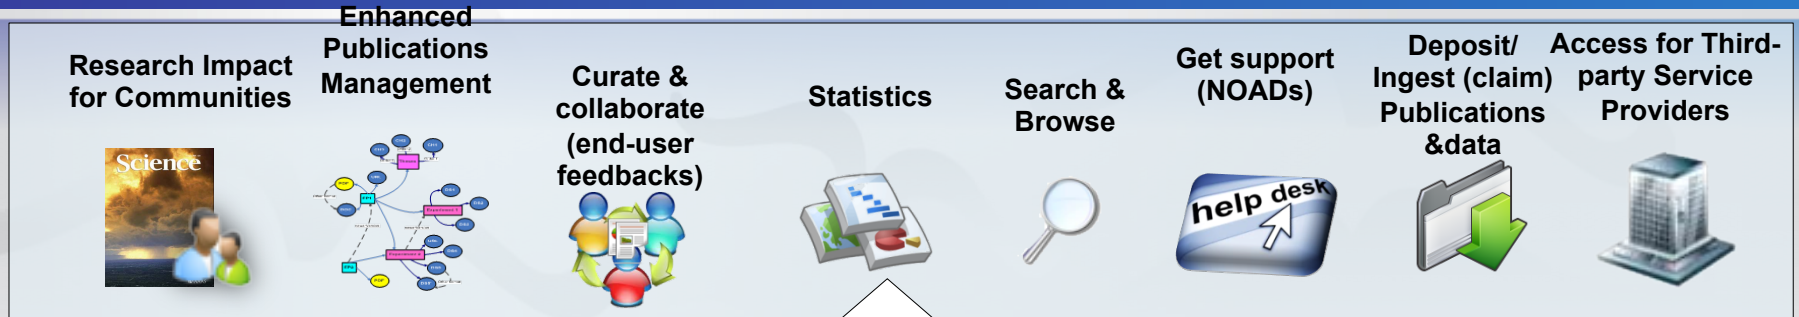 Research Impact
for Communities
Enhanced
Publications
Management
Curate &
collaborate
(end-user
feedbacks)
Statistics
Search &
Browse
Get support
(NOADs)
Deposit/
Ingest (claim)
Publications
&data
Access for Third-
party Service
Providers
Science
help desk